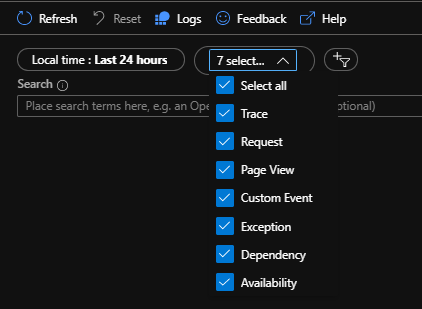 Refresh Reset Logs Feedback Help
Local time : Last 24 hours 7 select...
Search
Place search terms here, e.g. an Ope ptional)
Select all
Trace
Request
Page View
Custom Event
Exception
Dependency
Availability